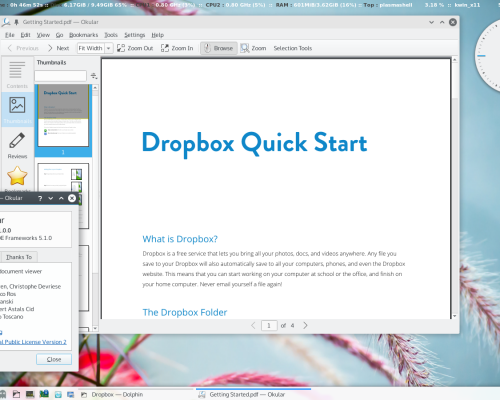 Getting Started.pdf — Okular
File Edit View Go Bookmarks Tools Settings Help
Previous Next Fit Width Zoom Out Zoom In Browse Zoom Selection Tools
Thumbnails
Contents
Thumbnails
Reviews
1
Dropbox Quick Start
What is Dropbox?
Dropbox is a free service that lets you bring all your photos, docs, and videos anywhere. Any file you
save to your Dropbox will also automatically save to all your computers, phones, and even the Dropbox
website. This means that you can start working on your computer at school or the office, and finish on
your home computer. Never email yourself a file again!
The Dropbox Folder
1 of 4
— Okular
.0.0
DE Frameworks 5.1.0
Thanks To
document viewer
en, Christophe Devriese
co Ros
ert Astals Cid
o Toscano
al Public License Version 2
Close
Dropbox — Dolphin
Getting Started.pdf — Okular